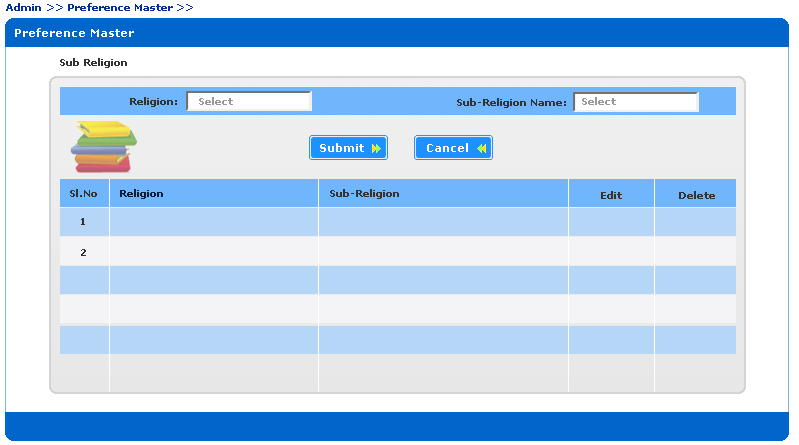 Admin >> Preference Master >>
Preference Master
Sub Religion
Religion: Select Sub-Religion Name: Select
Submit Cancel
Sl.No Religion Sub-Religion Edit Delete
1
2